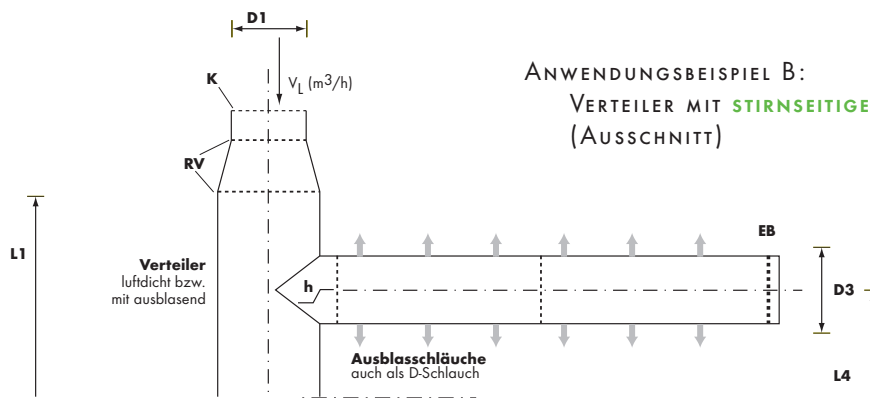 D1
V_L (m³/h)
K
RV
L1
Anwendungsbeispiel B:
Verteiler mit stirnseitige
(Ausschnitt)
Verteiler
luftdicht bzw.
mit ausblasend
h
EB
D3
Ausblasschläuche
auch als D-Schlauch
L4